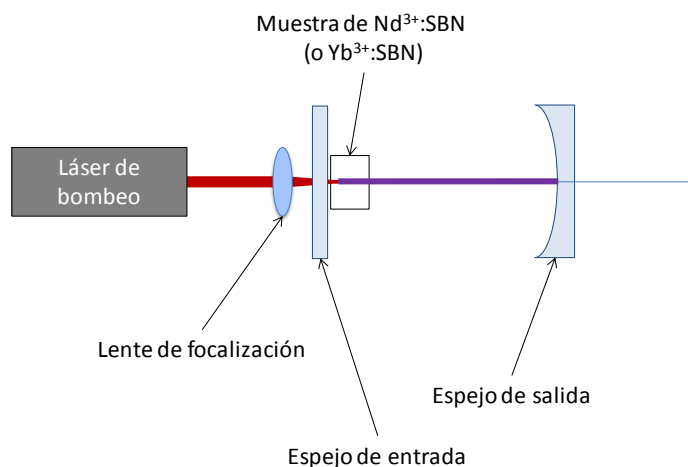 Muestra de Nd³⁺:SBN
(o Yb³⁺:SBN)
Láser de
bombeo
Lente de focalización
Espejo de salida
Espejo de entrada